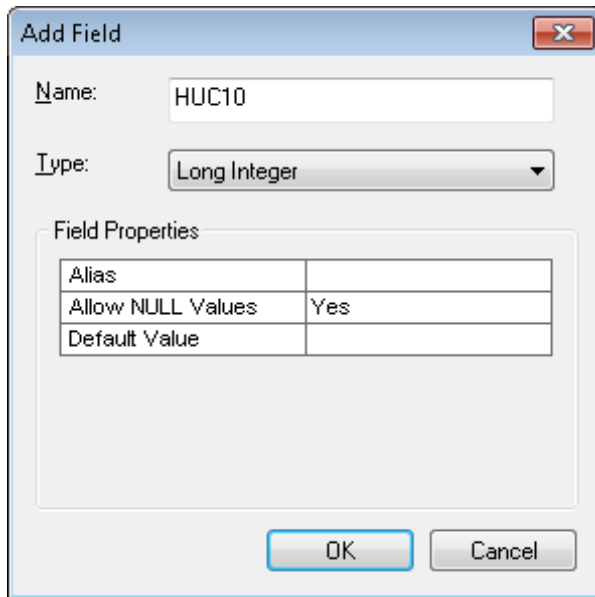 Add Field
Name: HUC10
Type: Long Integer
Field Properties
Alias
Allow NULL Values Yes
Default Value
OK Cancel